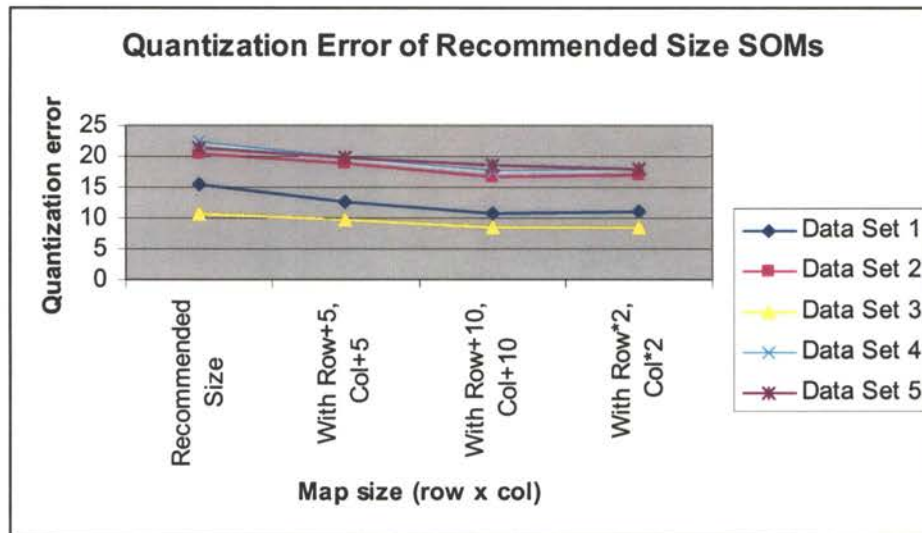 Quantization Error of Recommended Size SOMs
Quantization error
25
20
15
10
5
0
Recommended
Size
With Row+5,
Col+5
With Row+10,
Col+10
With Row*2,
Col*2
Map size (row x col)
Data Set 1
Data Set 2
Data Set 3
Data Set 4
Data Set 5